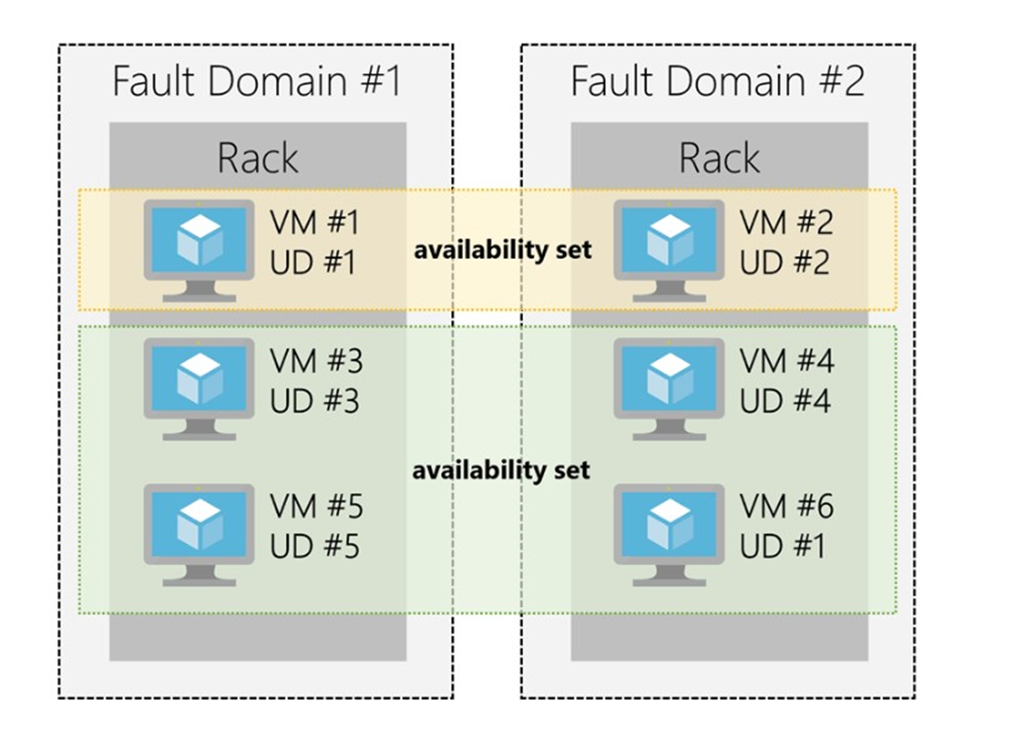 Fault Domain #1
Fault Domain #2
Rack
Rack
VM #1
UD #1
availability set
VM #2
UD #2
VM #3
UD #3
VM #4
UD #4
availability set
VM #5
UD #5
VM #6
UD #1